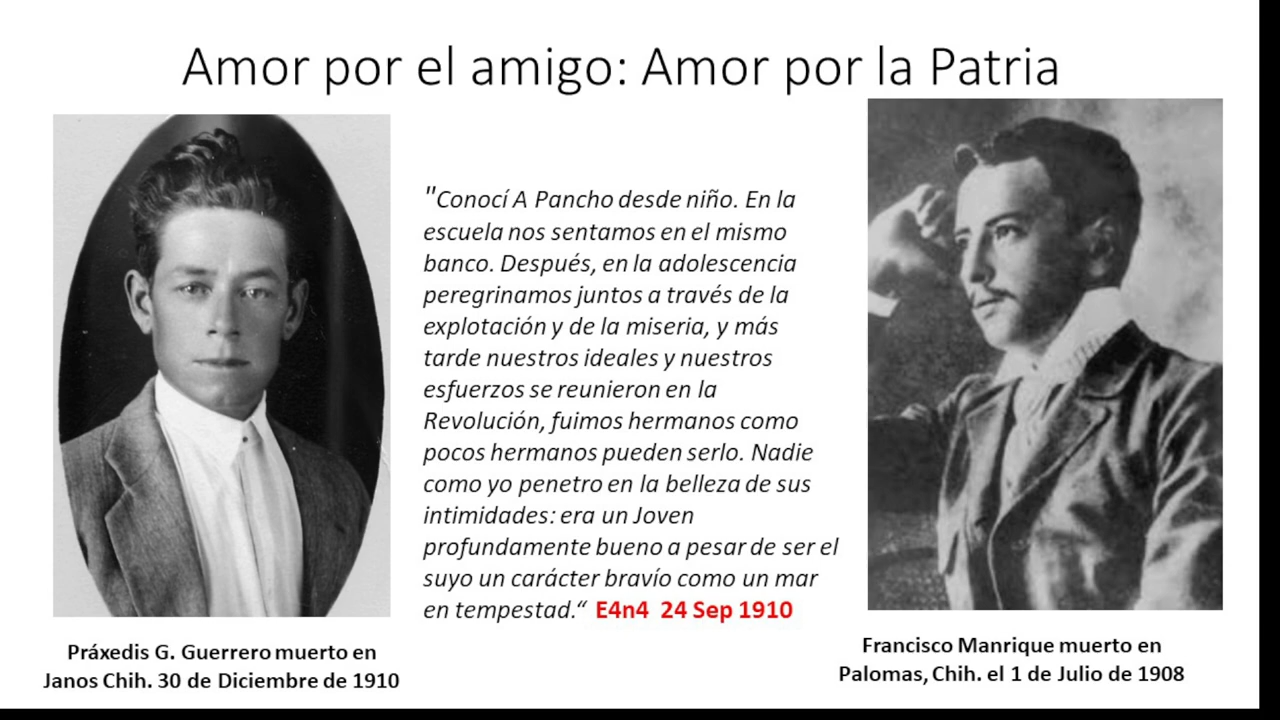 Amor por el amigo: Amor por la Patria
"Conocí A Pancho desde niño. En la
escuela nos sentamos en el mismo
banco. Después, en la adolescencia
peregrinamos juntos a través de la
explotación y de la miseria, y más
tarde nuestros ideales y nuestros
esfuerzos se reunieron en la
Revolución, fuimos hermanos como
pocos hermanos pueden serlo. Nadie
como yo penetro en la belleza de sus
intimidades: era un Joven
profundamente bueno a pesar de ser el
suyo un carácter bravío como un mar
en tempestad.“ E4n4 24 Sep 1910
Práxedis G. Guerrero muerto en
Janos Chih. 30 de Diciembre de 1910
Francisco Manrique muerto en
Palomas, Chih. el 1 de Julio de 1908